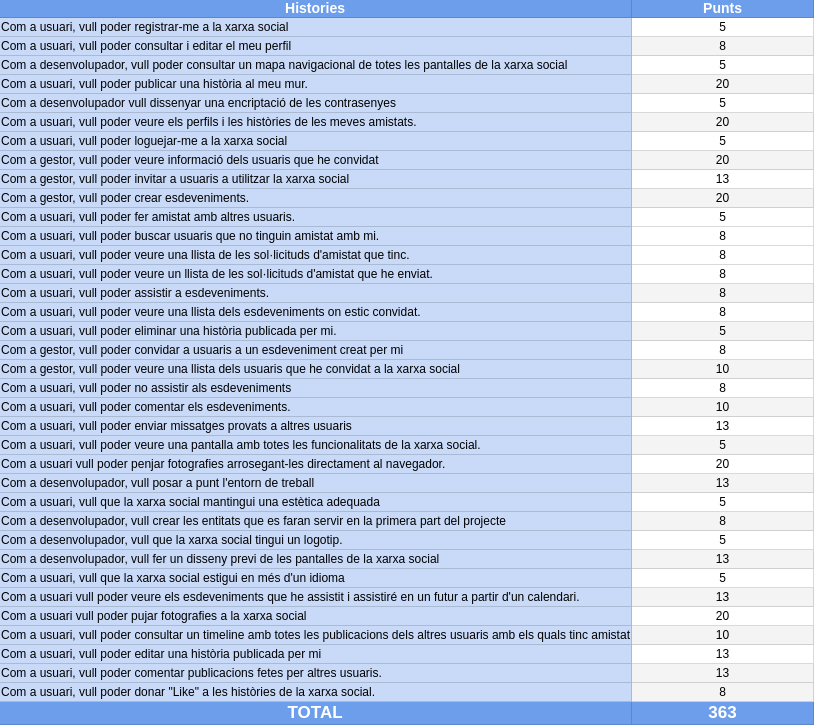 Histories Punts
Com a usuari, vull poder registrar-me a la xarxa social 5
Com a usuari, vull poder consultar i editar el meu perfil 8
Com a desenvolupador, vull poder consultar un mapa navigacional de totes les pantalles de la xarxa social 5
Com a usuari, vull poder publicar una història al meu mur. 20
Com a desenvolupador vull dissenyar una encriptació de les contrasenyes 5
Com a usuari, vull poder veure els perfils i les històries de les meves amistats. 20
Com a usuari, vull poder loguejar-me a la xarxa social 5
Com a gestor, vull poder veure informació dels usuaris que he convidat 20
Com a gestor, vull poder invitar a usuaris a utilitzar la xarxa social 13
Com a gestor, vull poder crear esdeveniments. 20
Com a usuari, vull poder fer amistat amb altres usuaris. 5
Com a usuari, vull poder buscar usuaris que no tinguin amistat amb mi. 8
Com a usuari, vull poder veure una llista de les sol·licituds d'amistat que tinc. 8
Com a usuari, vull poder veure un llista de les sol·licituds d'amistat que he enviat. 8
Com a usuari, vull poder assistir a esdeveniments. 8
Com a usuari, vull poder veure una llista dels esdeveniments on estic convidat. 8
Com a usuari, vull poder eliminar una història publicada per mi. 5
Com a gestor, vull poder convidar a usuaris a un esdeveniment creat per mi 8
Com a gestor, vull poder veure una llista dels usuaris que he convidat a la xarxa social 10
Com a usuari, vull poder no assistir als esdeveniments 8
Com a usuari, vull poder comentar els esdeveniments. 10
Com a usuari, vull poder enviar missatges provats a altres usuaris 13
Com a usuari, vull poder veure una pantalla amb totes les funcionalitats de la xarxa social. 5
Com a usuari vull poder penjar fotografies arrosegant-les directament al navegador. 20
Com a desenvolupador, vull posar a punt l'entorn de treball 13
Com a usuari, vull que la xarxa social mantingui una estètica adequada 5
Com a desenvolupador, vull crear les entitats que es faran servir en la primera part del projecte 8
Com a desenvolupador, vull que la xarxa social tingui un logotip. 5
Com a desenvolupador, vull fer un disseny previ de les pantalles de la xarxa social 13
Com a usuari, vull que la xarxa social estigui en més d'un idioma 5
Com a usuari vull poder veure els esdeveniments que he assistit i assistiré en un futur a partir d'un calendari. 13
Com a usuari vull poder pujar fotografies a la xarxa social 20
Com a usuari, vull poder consultar un timeline amb totes les publicacions dels altres usuaris amb els quals tinc amistat 10
Com a usuari, vull poder editar una història publicada per mi 13
Com a usuari, vull poder comentar publicacions fetes per altres usuaris. 13
Com a usuari, vull poder donar "Like" a les històries de la xarxa social. 8
TOTAL 363